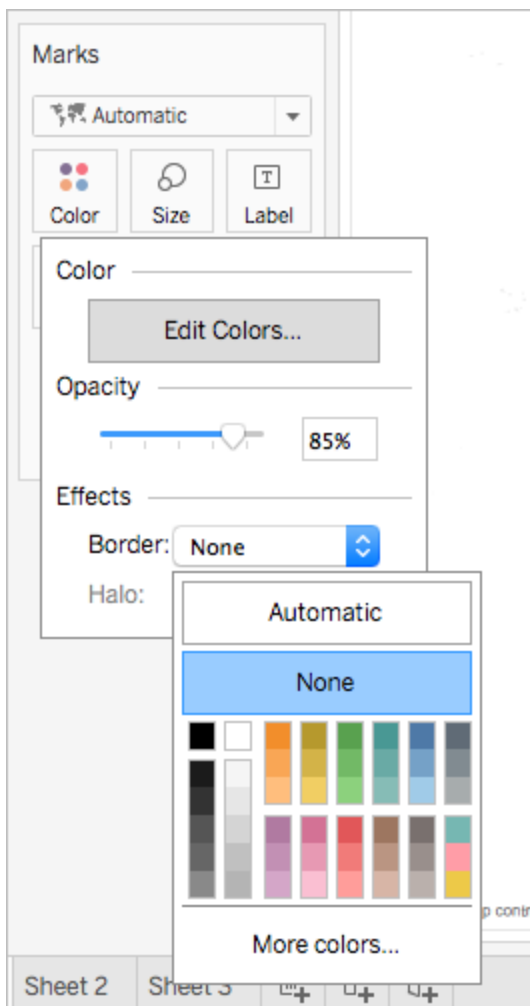 Marks
Automatic
Color Size Label
Color
Edit Colors...
Opacity
85%
Effects
Border: None
Halo:
Automatic
None
More colors...
Sheet 2 Sheet 3